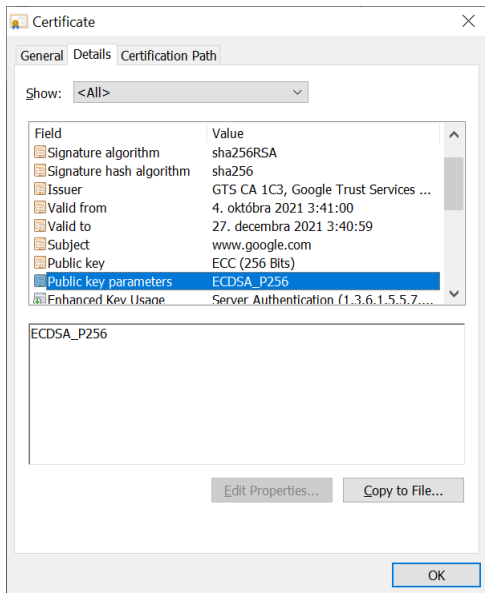 Certificate
General Details Certification Path
Show: <All>
Field Value
Signature algorithm sha256RSA
Signature hash algorithm sha256
Issuer GTS CA 1C3, Google Trust Services ...
Valid from 4. októbra 2021 3:41:00
Valid to 27. decembra 2021 3:40:59
Subject www.google.com
Public key ECC (256 Bits)
Public key parameters ECDSA_P256
Enhanced Key Usage Server Authentication (1.3.6.1.5.5.7....
ECDSA_P256
Edit Properties... Copy to File...
OK